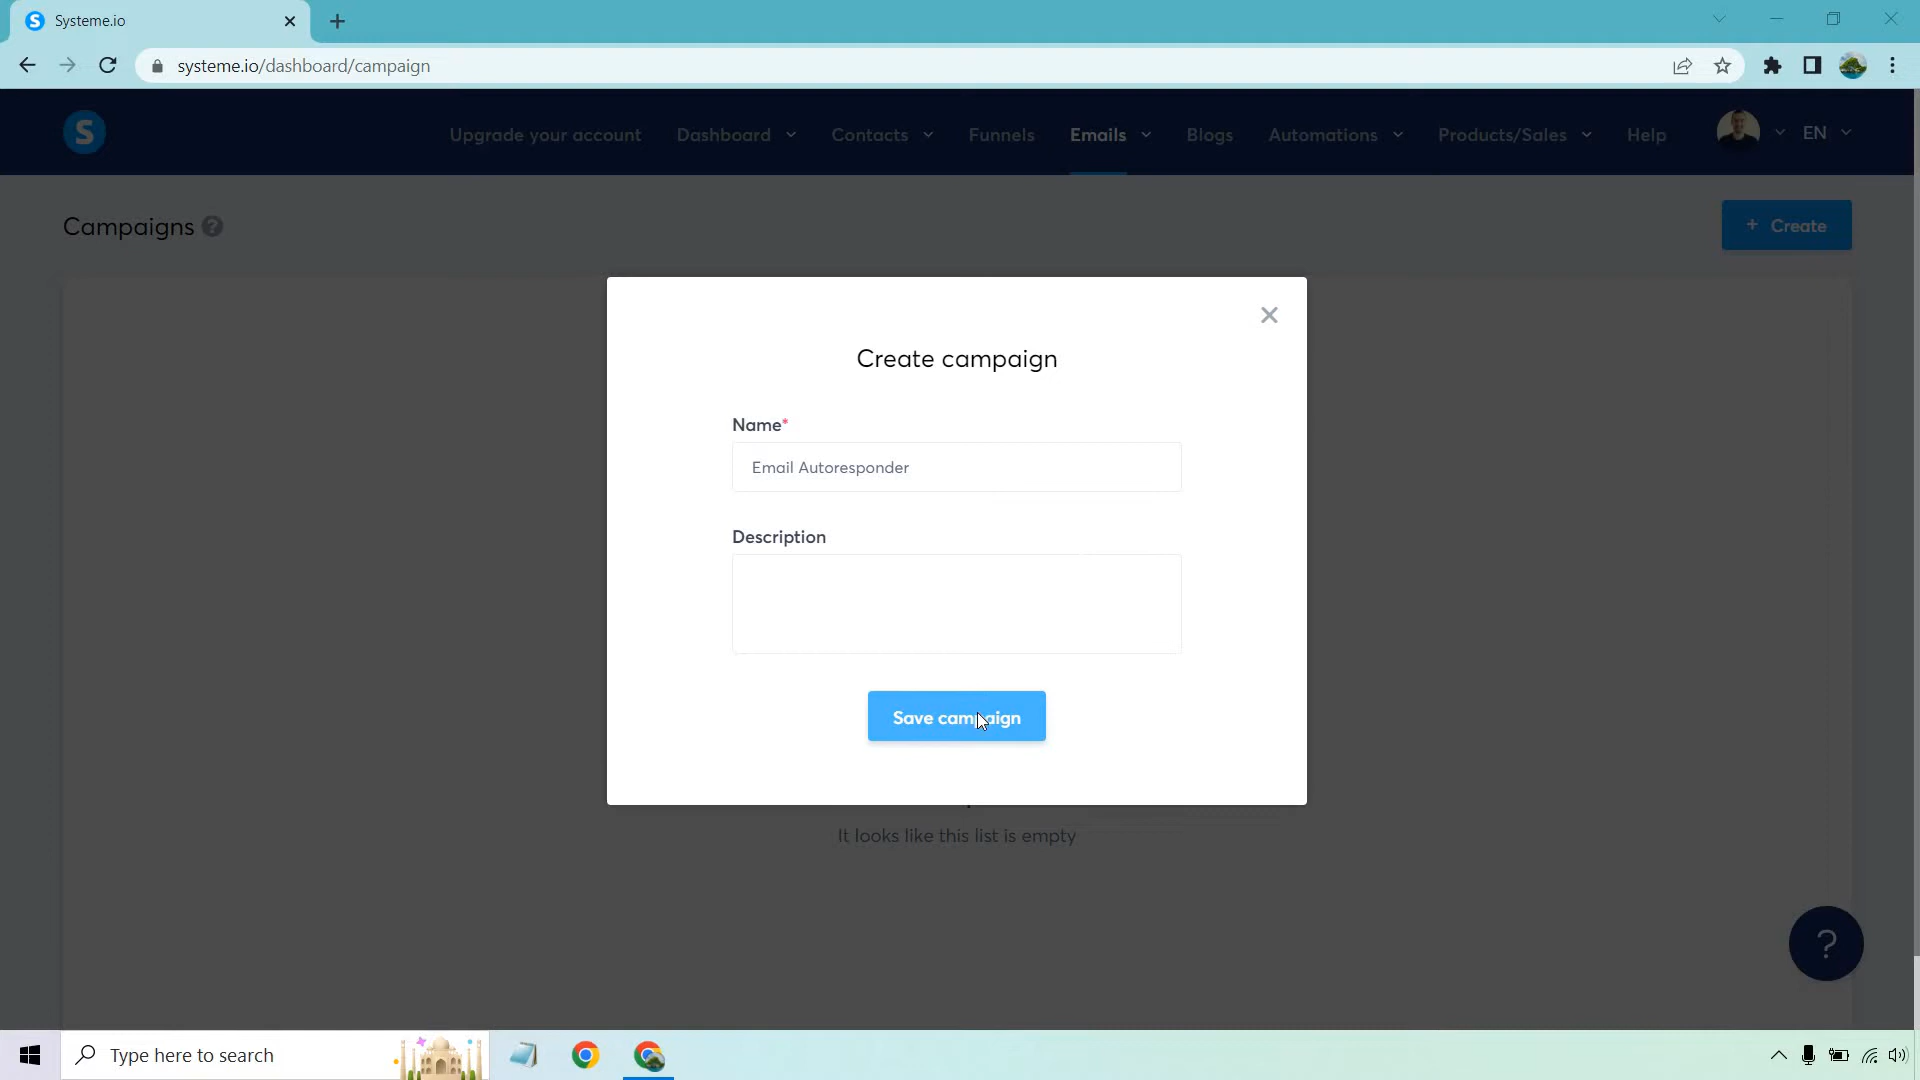 Systeme.io
systeme.io/dashboard/campaign
S
Upgrade your account
Dashboard
Contacts
Funnels
Emails
Blogs
Automations
Products/Sales
Help
EN
Campaigns ?
+ Create
Create campaign
Name*
Email Autoresponder
Description
Save campaign
It looks like this list is empty
?
Type here to search